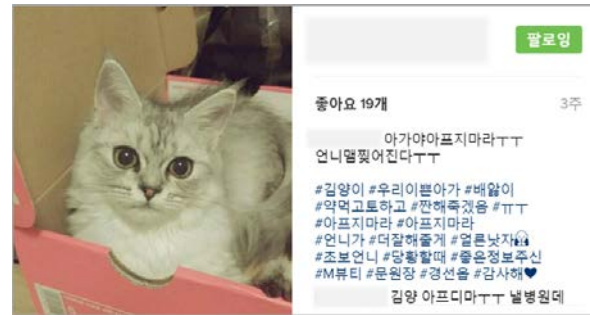 팔로잉
좋아요 19개
3주
아가야아프지마라ㅜㅜ
언니맴찢어진다ㅜㅜ
#김양이 #우리이쁜아가 #배앓이
#약먹고토하고 #짠해죽겠음 #ㅠㅜ
#아프지마라 #아프지마라
#언니가 #더잘해줄게 #얼른낫자
#초보언니 #당황할때 #좋은정보주신
#M뷰티 #문원장 #경선읍 #감사해♥
김양 아프디마ㅜㅜ 낼병원데